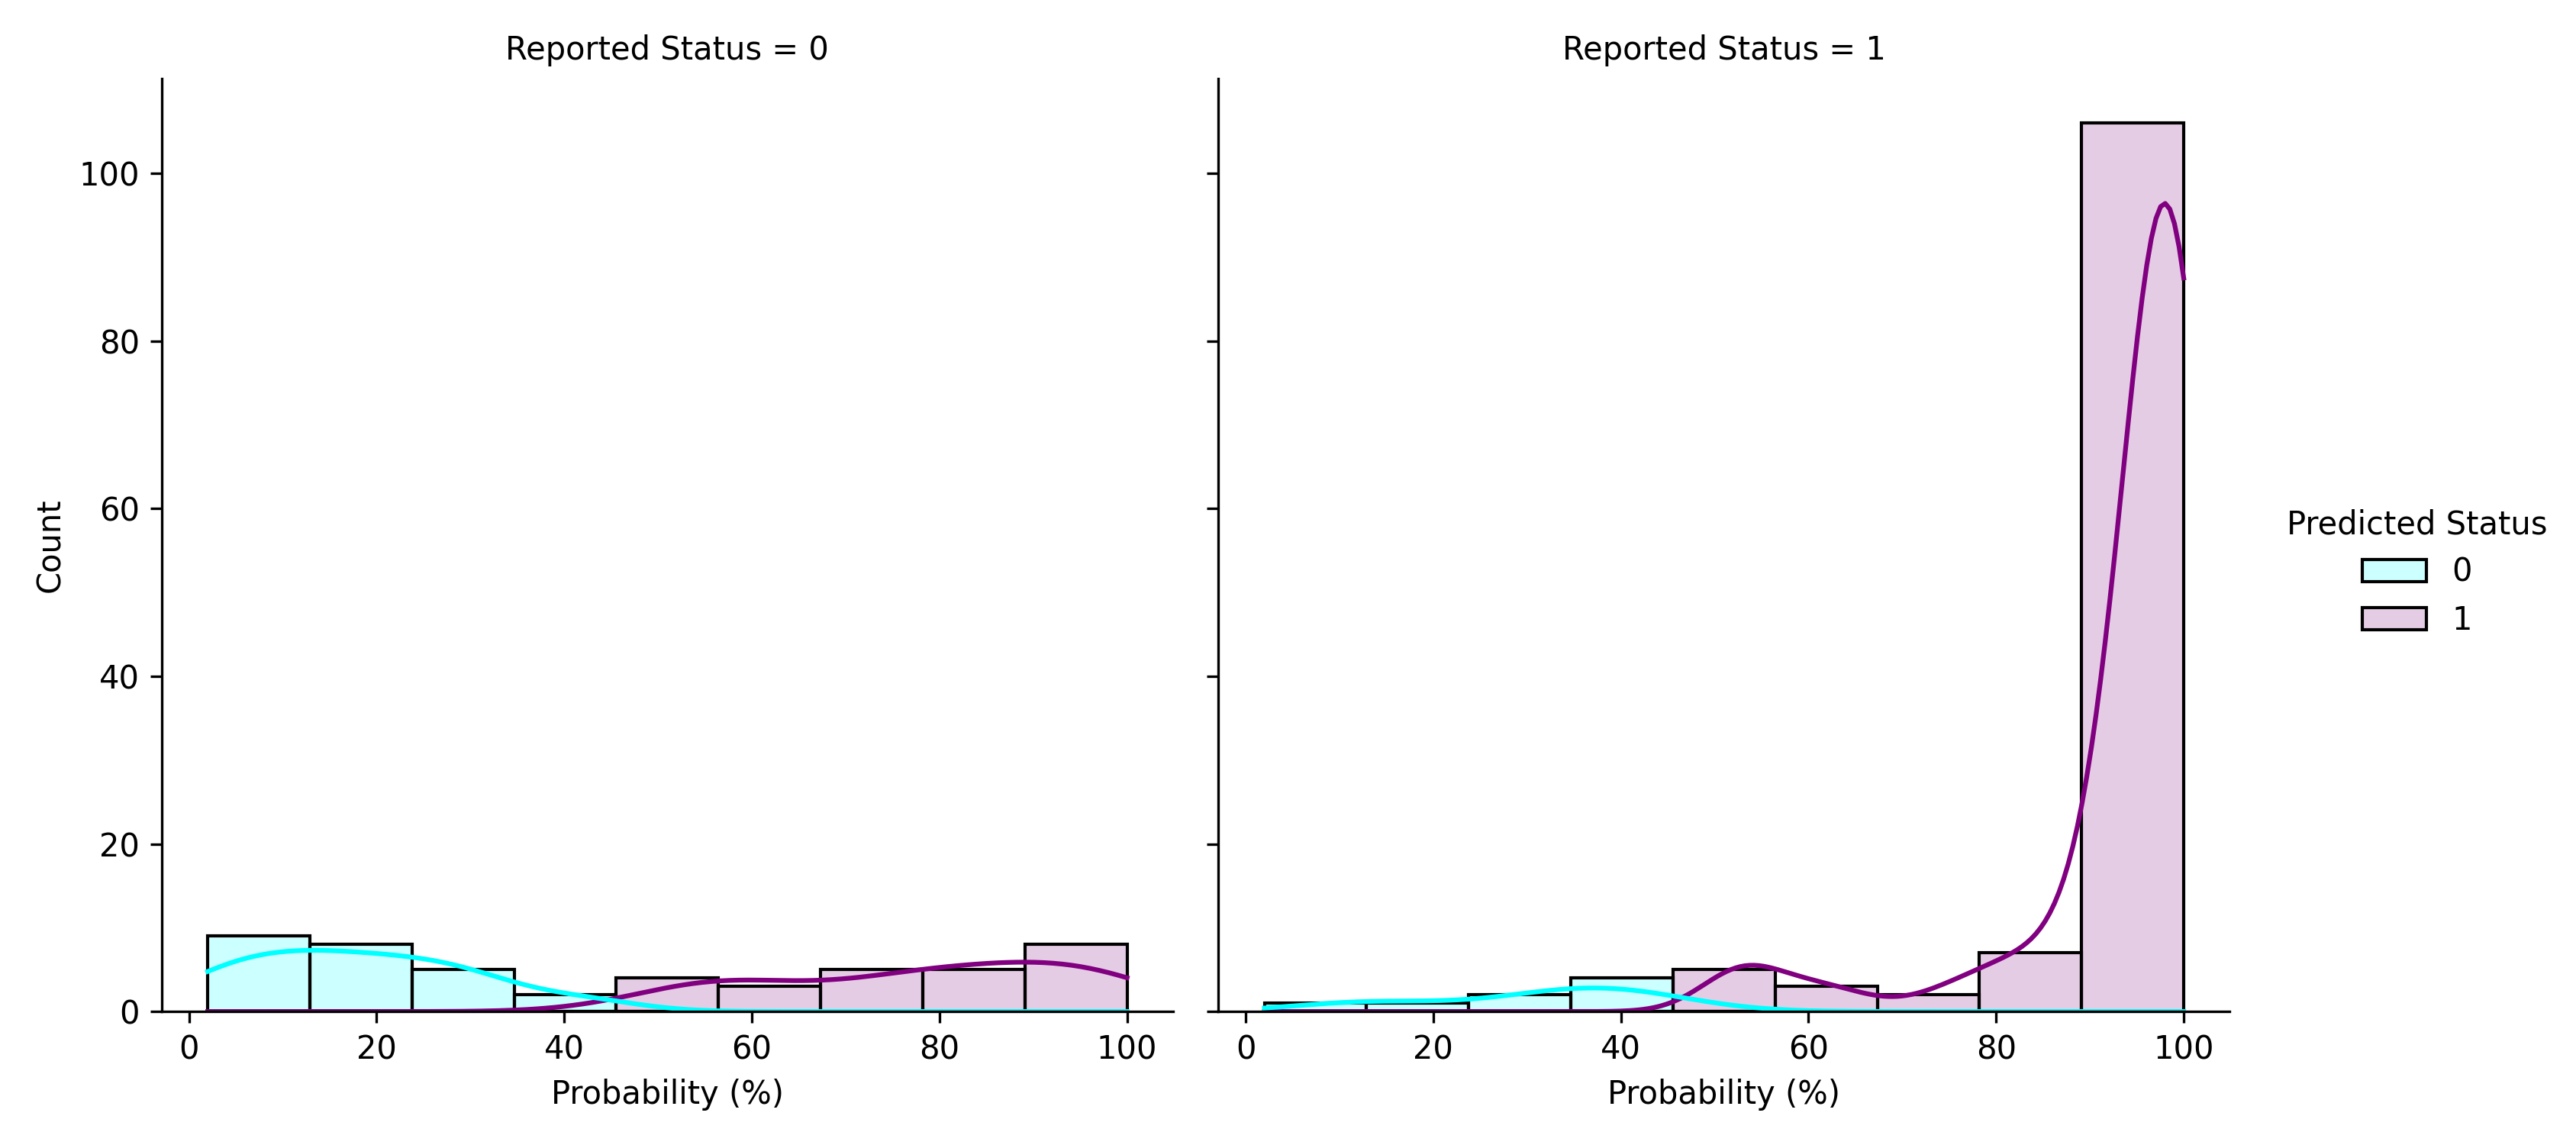 Reported Status = 0
Reported Status = 1
Count
100
80
60
40
20
0
0 20 40 60 80 100
0 20 40 60 80 100
Probability (%)
Probability (%)
Predicted Status
0
1